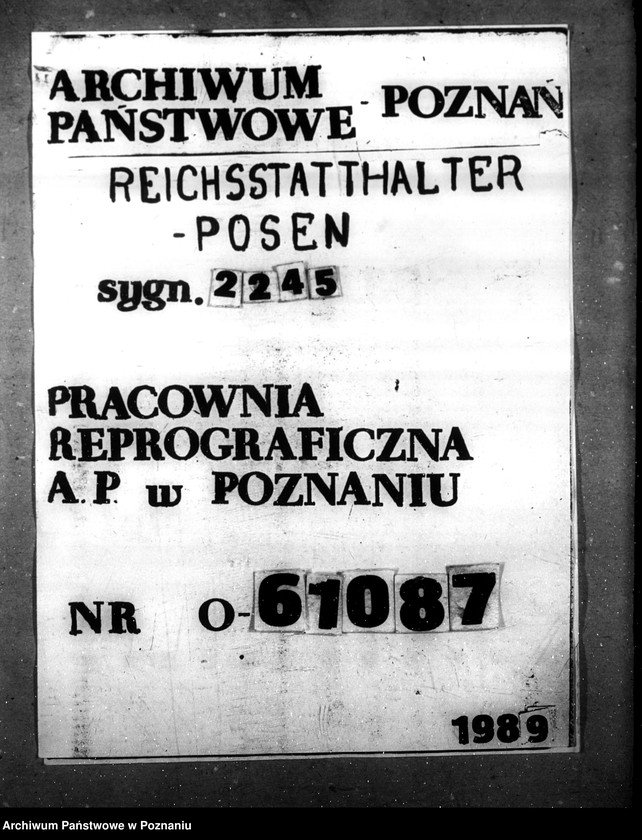 ARCHIWUM
PAŃSTWOWE - POZNAŃ
REICHSSTATTHALTER
-POSEN
sygn. 2245
PRACOWNIA
REPROGRAFICZNA
A.P. w POZNANIU
NR O-61087
1989
Archiwum Państwowe w Poznaniu